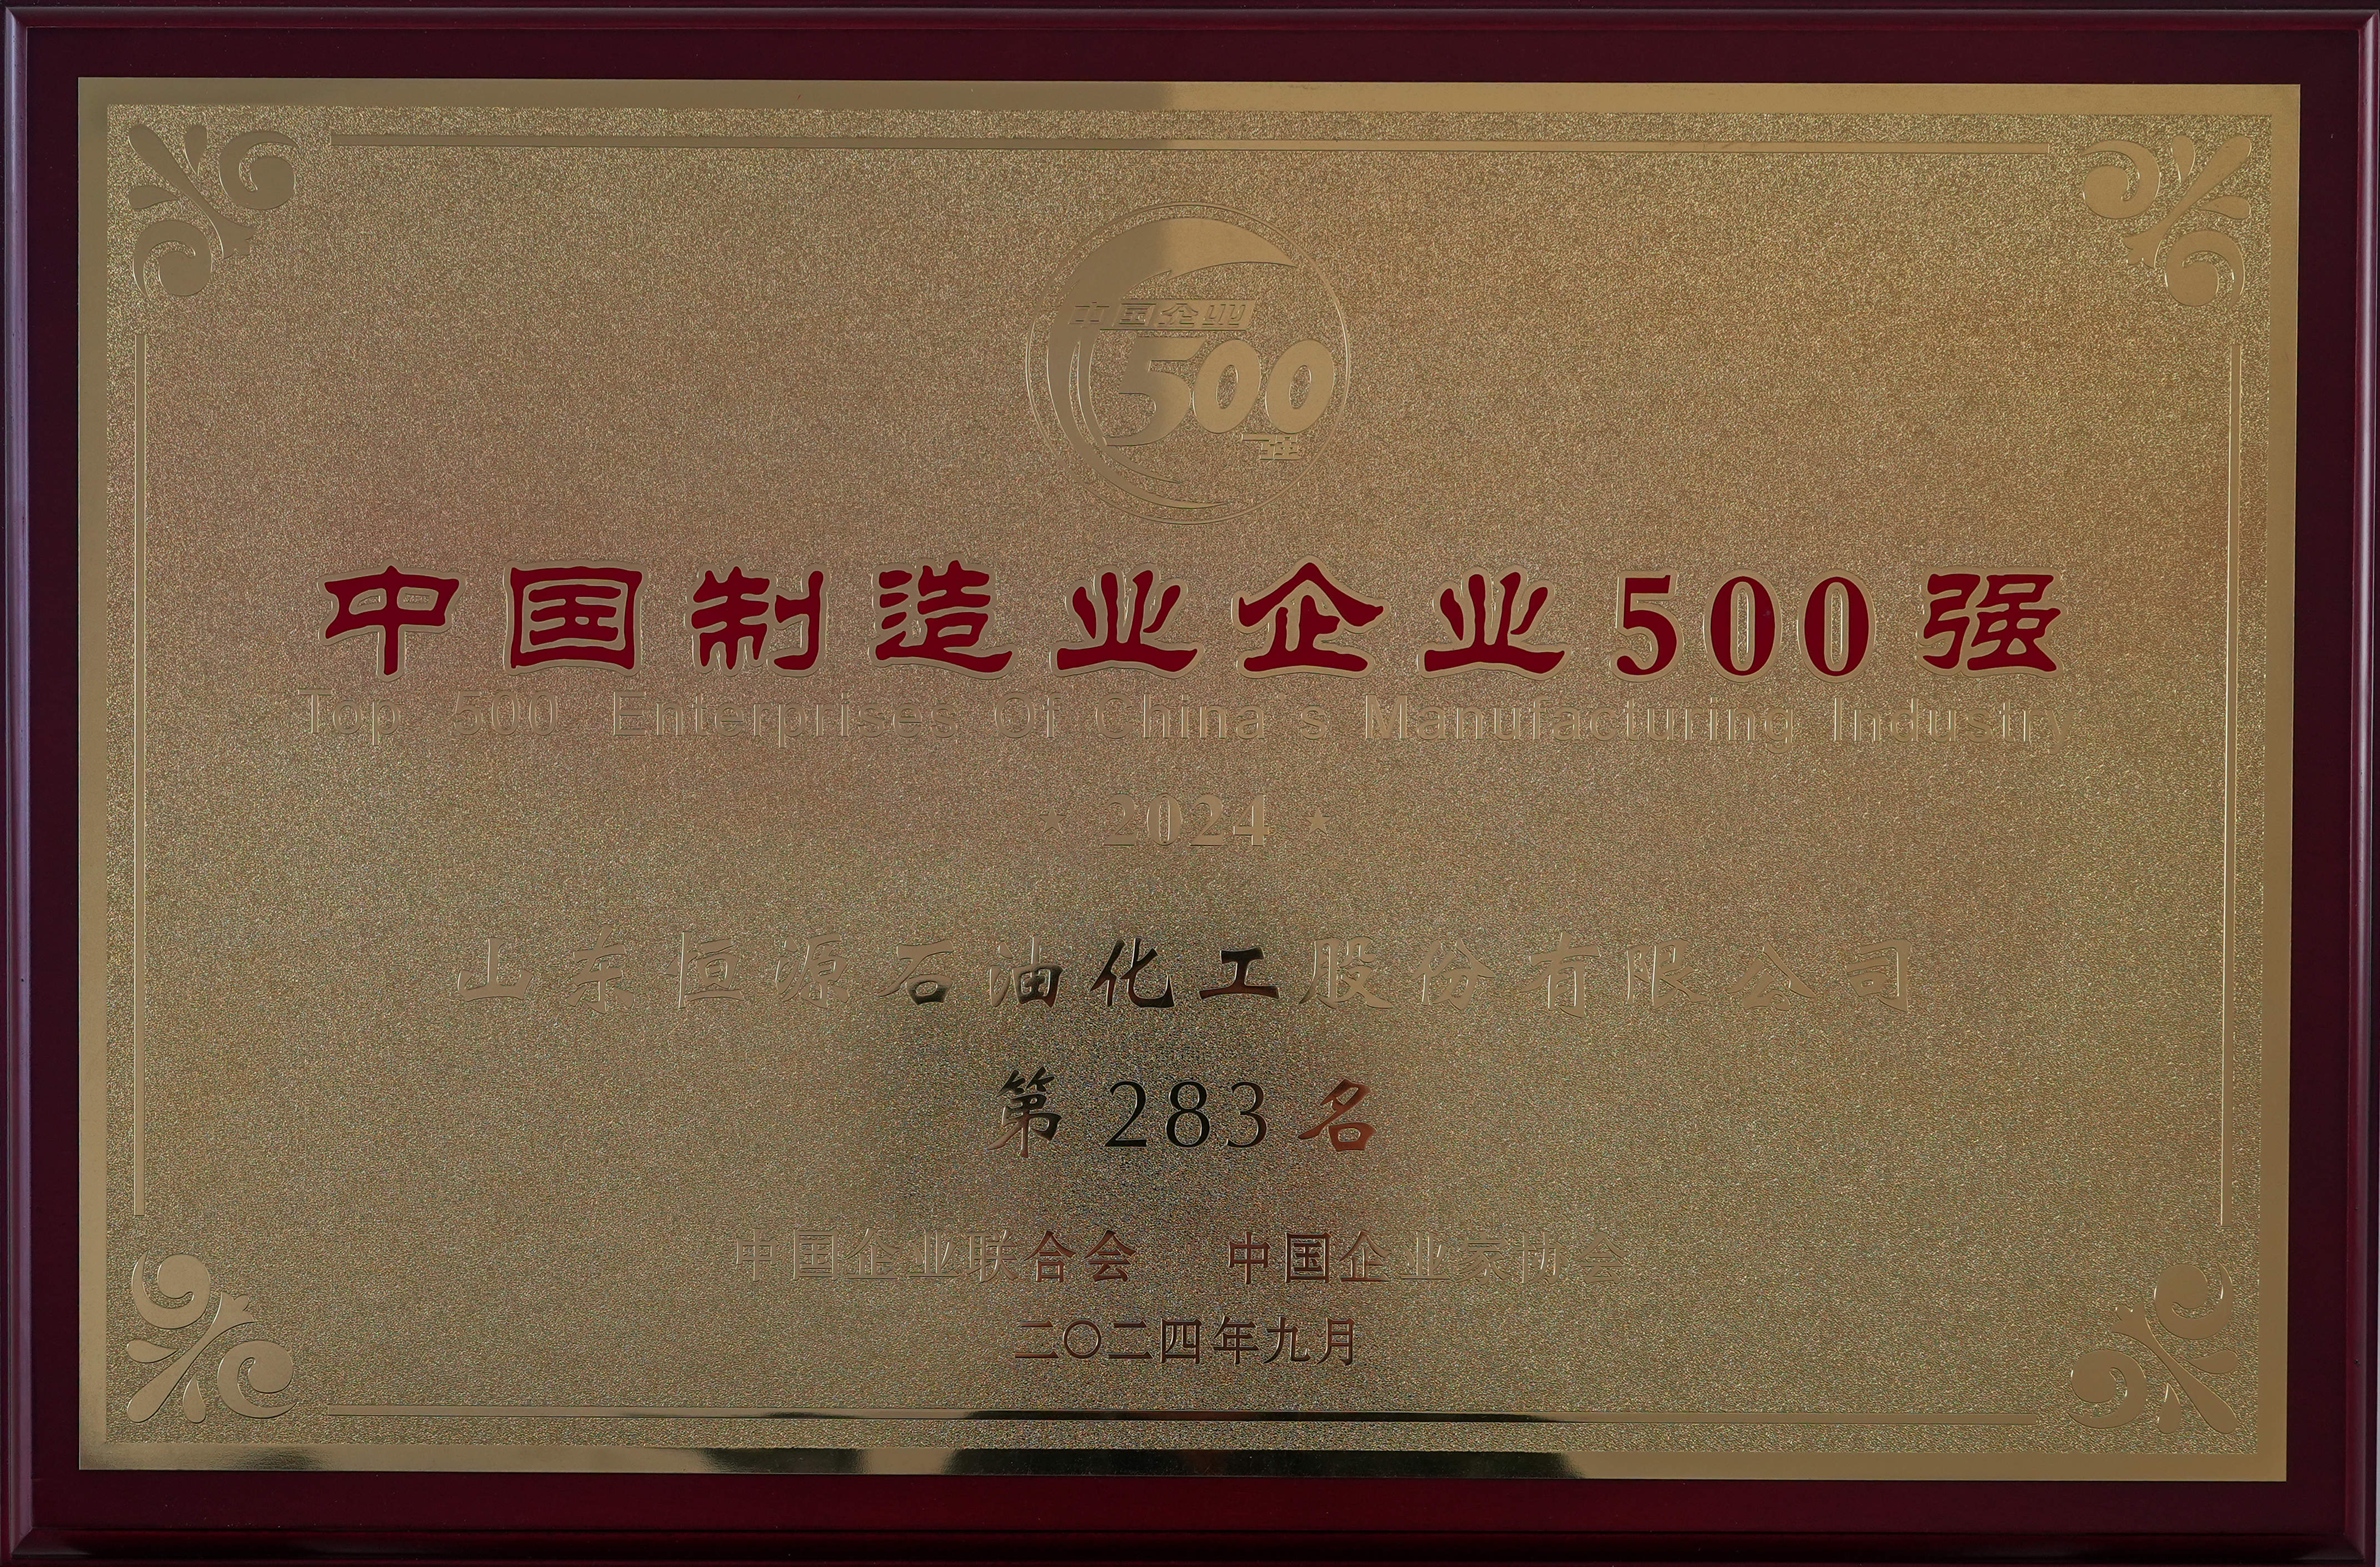 中国企业
500
强
中国制造业企业500强
Top 500 Enterprises Of China s Manufacturing Industry
★ 2024 ★
山东恒源石油化工股份有限公司
第283名
中国企业联合会 中国企业家协会
二〇二四年九月